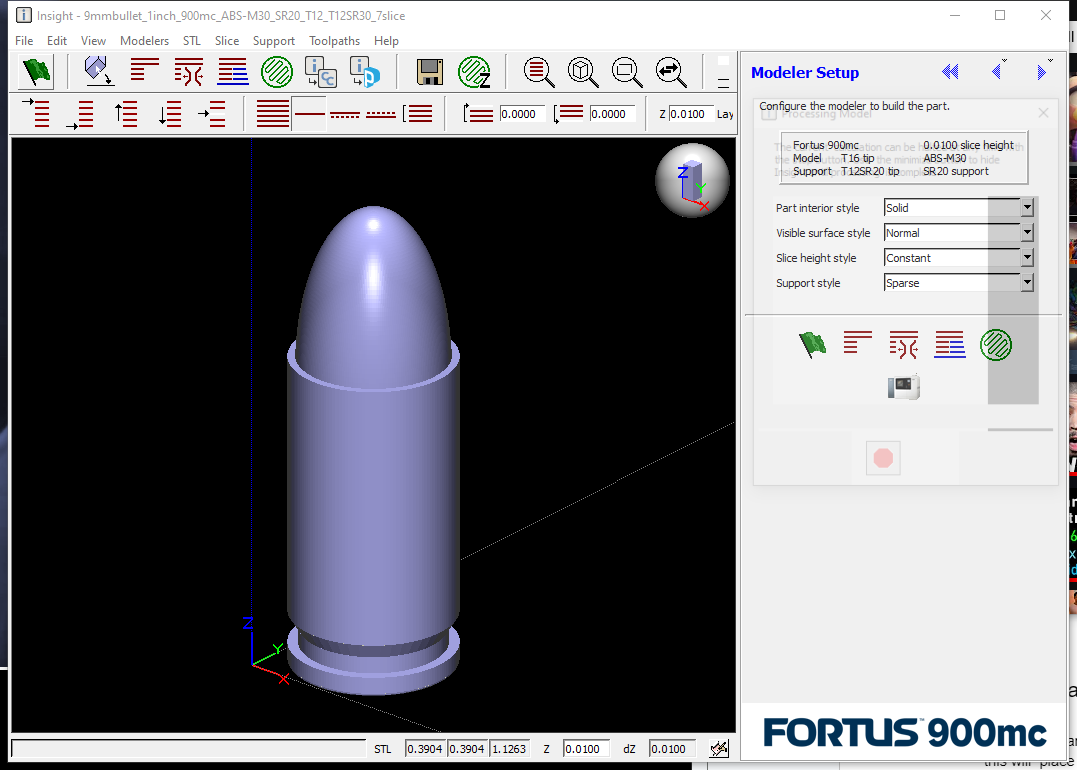 Insight - 9mmbullet_1inch_900mc_ABS-M30_SR20_T12_T12SR30_7slice
File Edit View Modelers STL Slice Support Toolpaths Help
Modeler Setup
0.0000 0.0000 Z 0.0100 Lay
Configure the modeler to build the part.
Processing Model
Fortus 900mc 0.0100 slice height
Model T16 tip ABS-M30
Support T12SR20 tip SR20 support
Part interior style Solid
Visible surface style Normal
Slice height style Constant
Support style Sparse
Z
Y
X
Z
Y
X
FORTUS™ 900mc
STL 0.3904 0.3904 1.1263 Z 0.0100 dZ 0.0100
this will place